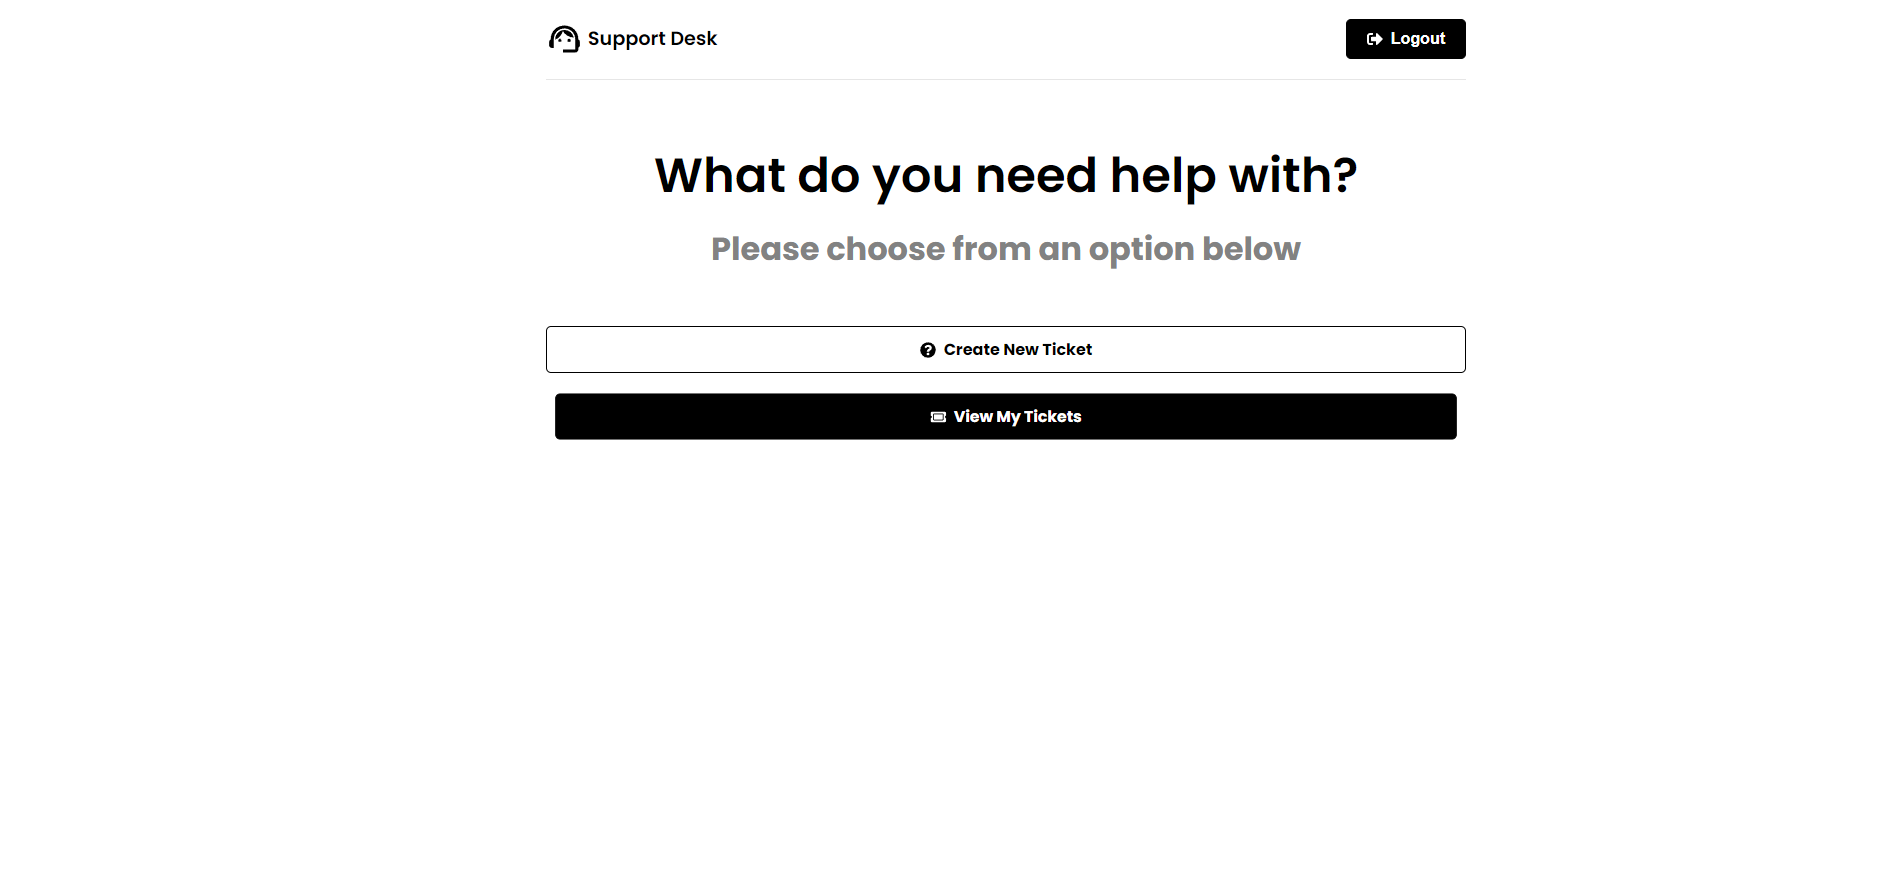 Support Desk
Logout
What do you need help with?
Please choose from an option below
Create New Ticket
View My Tickets